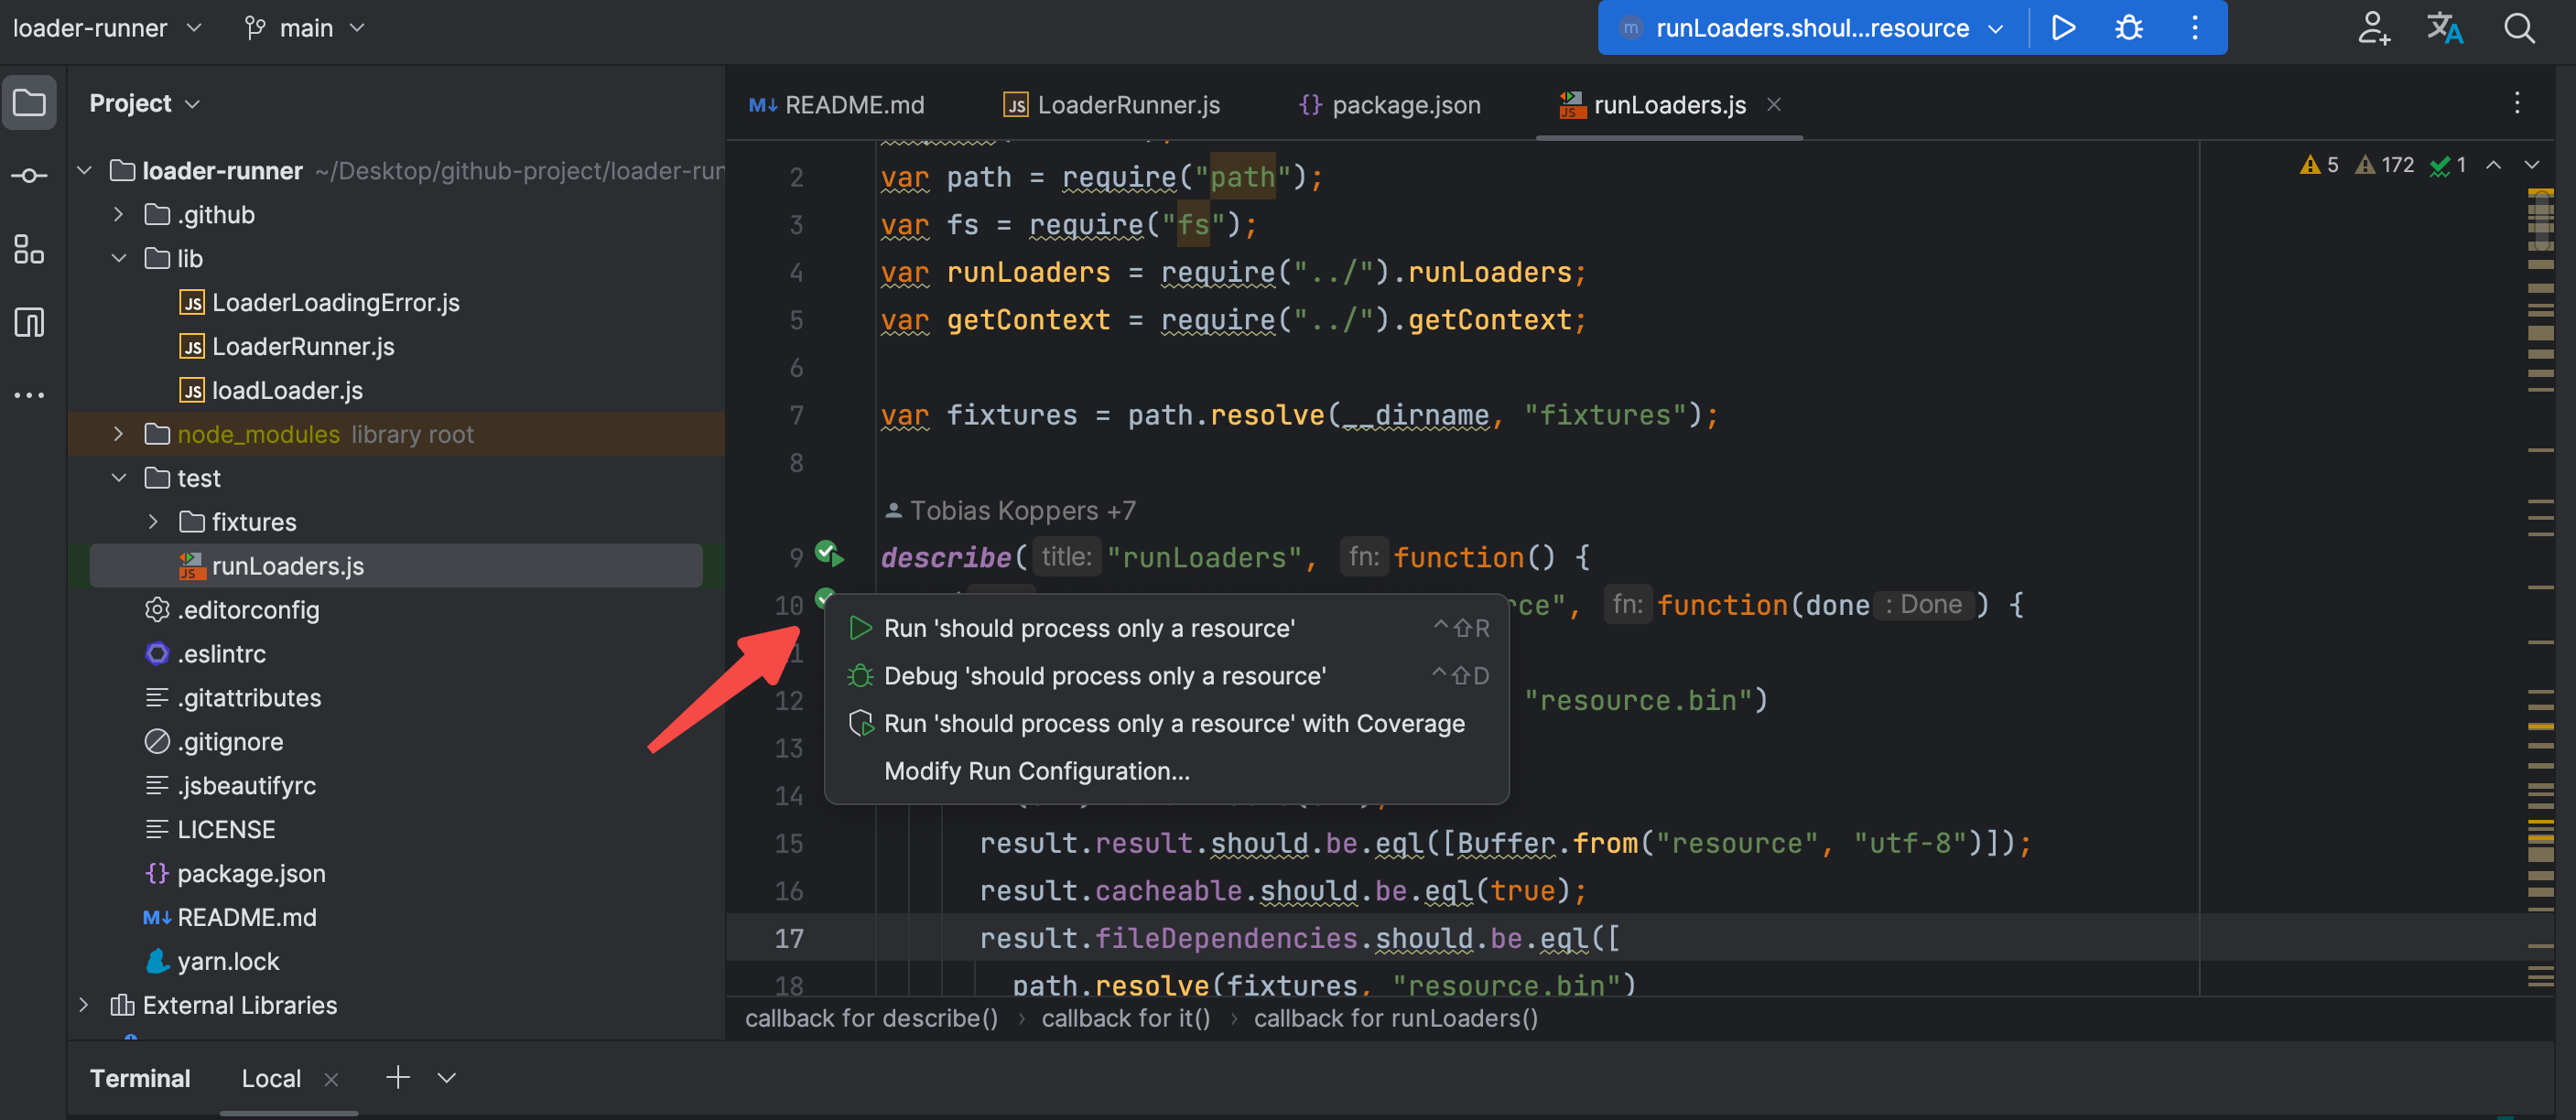 loader-runner
main
runLoaders.shoul...resource
Project
loader-runner ~/Desktop/github-project/loader-run
.github
lib
LoaderLoadingError.js
LoaderRunner.js
loadLoader.js
node_modules library root
test
fixtures
runLoaders.js
.editorconfig
.eslintrc
.gitattributes
.gitignore
.jsbeautifyrc
LICENSE
package.json
README.md
yarn.lock
External Libraries
README.md
LoaderRunner.js
package.json
runLoaders.js
5 172 1
2 var path = require("path");
3 var fs = require("fs");
4 var runLoaders = require("../").runLoaders;
5 var getContext = require("../").getContext;
6
7 var fixtures = path.resolve(__dirname, "fixtures");
8
Tobias Koppers +7
9 describe( title: "runLoaders", fn: function() {
10 rce", fn: function(done : Done ) {
Run 'should process only a resource' ^⇧R
Debug 'should process only a resource' ^⇧D
12 "resource.bin")
Run 'should process only a resource' with Coverage
13
Modify Run Configuration...
14
15 result.result.should.be.eql([Buffer.from("resource", "utf-8")]);
16 result.cacheable.should.be.eql(true);
17 result.fileDependencies.should.be.eql([
18 path.resolve(fixtures, "resource.bin")
callback for describe() › callback for it() › callback for runLoaders()
Terminal
Local